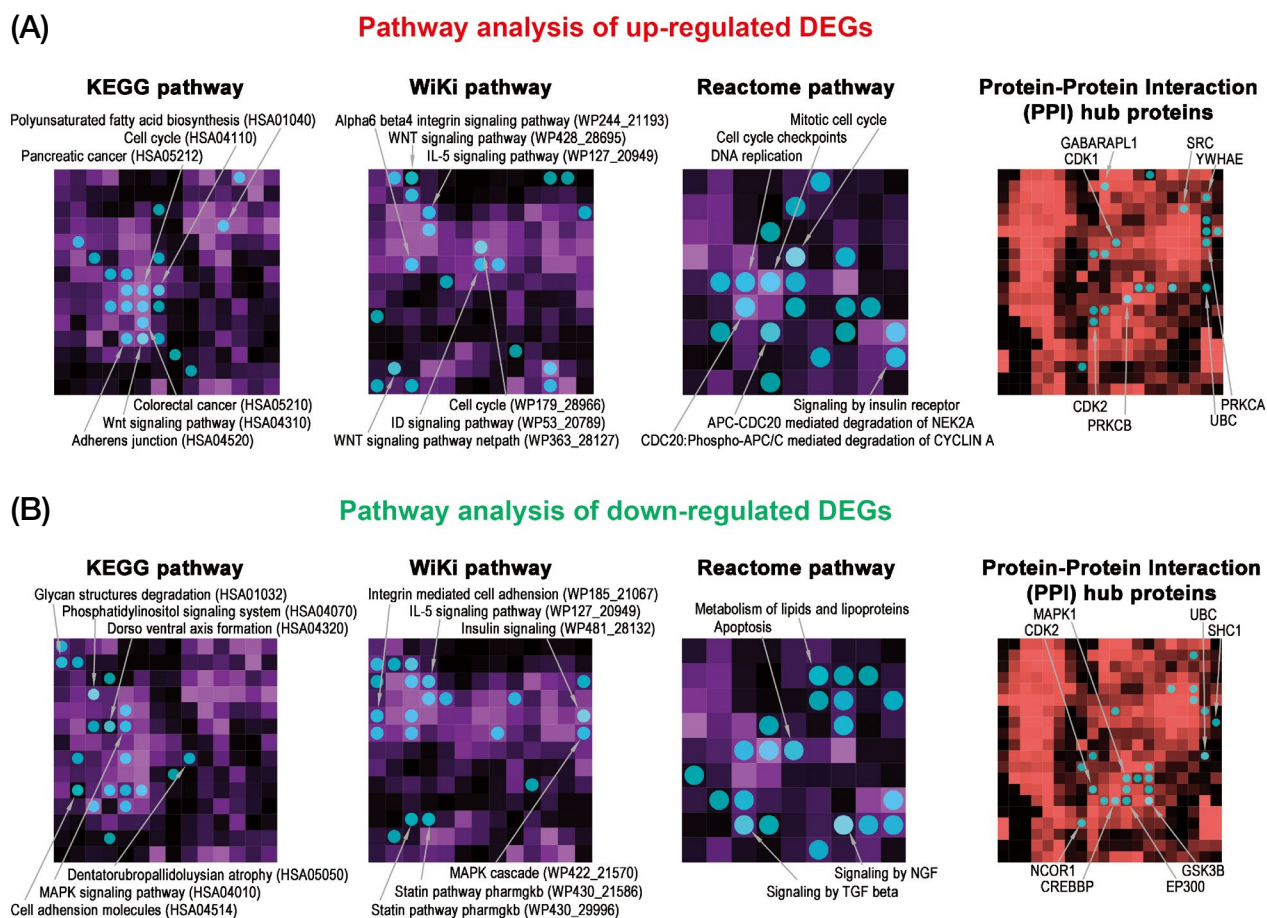 (A)
Pathway analysis of up-regulated DEGs
KEGG pathway
Polyunsaturated fatty acid biosynthesis (HSA01040)
Cell cycle (HSA04110)
Pancreatic cancer (HSA05212)
Colorectal cancer (HSA05210)
Wnt signaling pathway (HSA04310)
Adherens junction (HSA04520)
WiKi pathway
Alpha6 beta4 integrin signaling pathway (WP244_21193)
WNT signaling pathway (WP428_28695)
IL-5 signaling pathway (WP127_20949)
Cell cycle (WP179_28966)
ID signaling pathway (WP53_20789)
WNT signaling pathway netpath (WP363_28127)
Reactome pathway
Mitotic cell cycle
Cell cycle checkpoints
DNA replication
Signaling by insulin receptor
APC-CDC20 mediated degradation of NEK2A
CDC20:Phospho-APC/C mediated degradation of CYCLIN A
Protein-Protein Interaction
(PPI) hub proteins
GABARAPL1
CDK1
SRC
YWHAE
CDK2
PRKCB
PRKCA
UBC
(B)
Pathway analysis of down-regulated DEGs
KEGG pathway
Glycan structures degradation (HSA01032)
Phosphatidylinositol signaling system (HSA04070)
Dorso ventral axis formation (HSA04320)
Dentatorubropallidoluysian atrophy (HSA05050)
MAPK signaling pathway (HSA04010)
Cell adhesion molecules (HSA04514)
WiKi pathway
Integrin mediated cell adhesion (WP185_21067)
IL-5 signaling pathway (WP127_20949)
Insulin signaling (WP481_28132)
MAPK cascade (WP422_21570)
Statin pathway pharmgkb (WP430_21586)
Statin pathway pharmgkb (WP430_29996)
Reactome pathway
Metabolism of lipids and lipoproteins
Apoptosis
Signaling by NGF
Signaling by TGF beta
Protein-Protein Interaction
(PPI) hub proteins
MAPK1
CDK2
UBC
SHC1
NCOR1
CREBBP
GSK3B
EP300